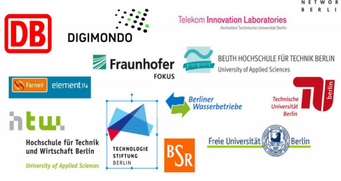 NETWOR
BERLI
Telekom Innovation Laboratories
An-Institut Technische Universität Berlin
DB
DIGIMONDO
Fraunhofer
FOKUS
BEUTH HOCHSCHULE FÜR TECHNIK BERLIN
University of Applied Sciences
Farnell element14
Berliner
Wasserbetriebe
Technische
Universität
Berlin
berlin
htw
Hochschule für Technik
und Wirtschaft Berlin
University of Applied Sciences
TECHNOLOGIE
STIFTUNG
BERLIN
BSR
Freie Universität Berlin